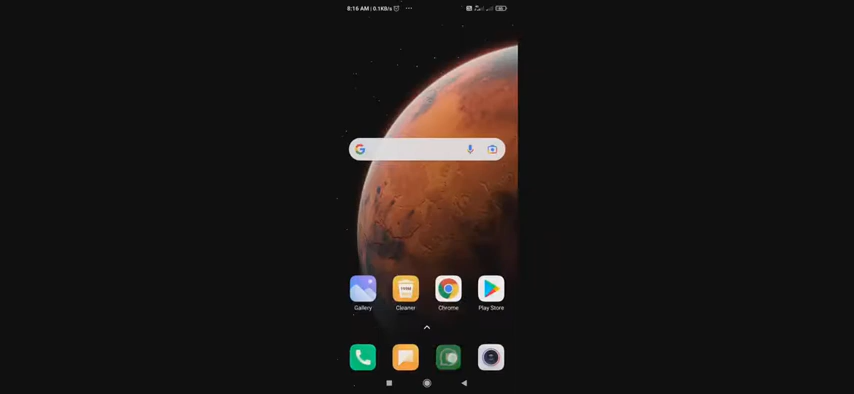 8:16 AM | 0.1KB/s
Gallery
Cleaner
Chrome
Play Store